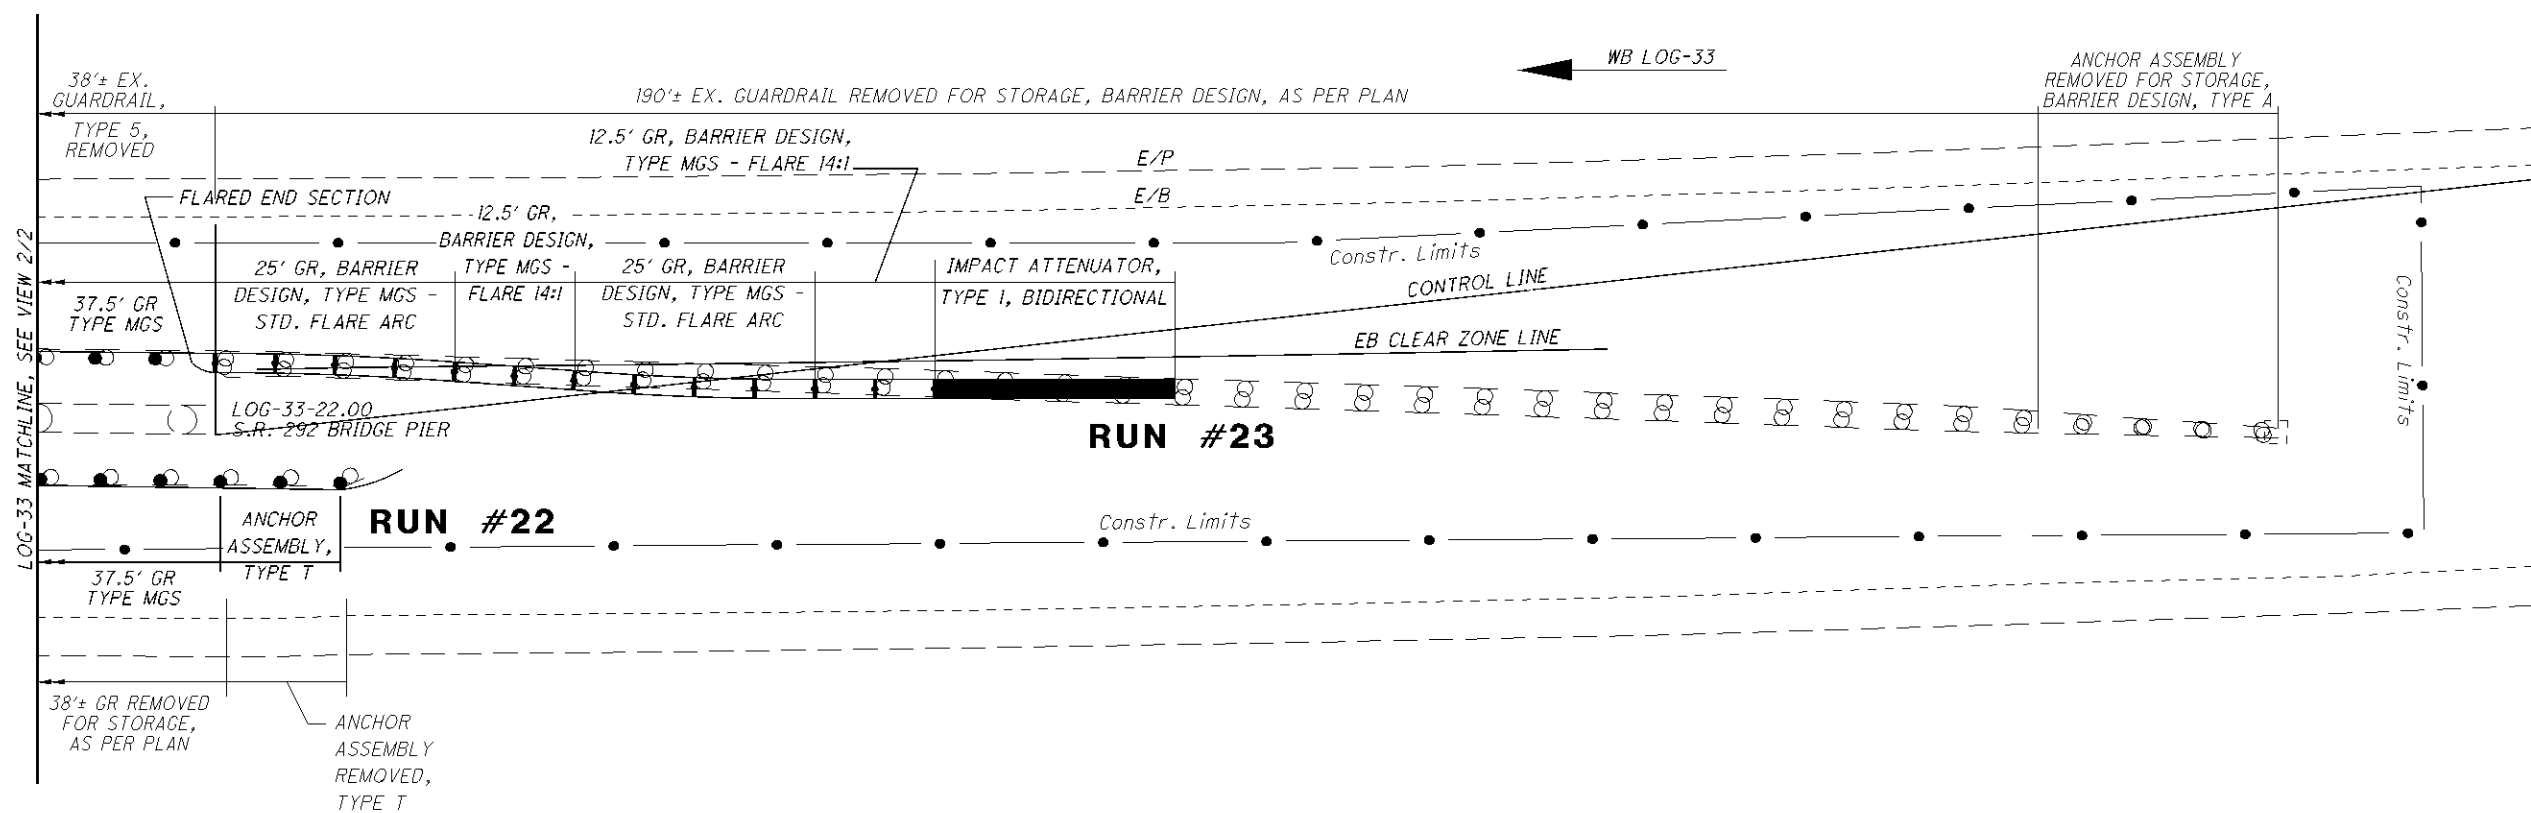 WB LOG-33
ANCHOR ASSEMBLY
REMOVED FOR STORAGE,
BARRIER DESIGN, TYPE A
38'± EX.
GUARDRAIL,
TYPE 5,
REMOVED
190'± EX. GUARDRAIL REMOVED FOR STORAGE, BARRIER DESIGN, AS PER PLAN
12.5' GR, BARRIER DESIGN,
TYPE MGS - FLARE 14:1
E/P
E/B
FLARED END SECTION
12.5' GR,
BARRIER DESIGN,
TYPE MGS -
FLARE 14:1
25' GR, BARRIER
DESIGN, TYPE MGS -
STD. FLARE ARC
25' GR, BARRIER
DESIGN, TYPE MGS -
STD. FLARE ARC
IMPACT ATTENUATOR,
TYPE 1, BIDIRECTIONAL
Constr. Limits
CONTROL LINE
EB CLEAR ZONE LINE
Constr. Limits
37.5' GR
TYPE MGS
LOG-33 MATCHLINE, SEE VIEW 2/2
LOG-33-22.00
S.R. 292 BRIDGE PIER
RUN #23
RUN #22
ANCHOR
ASSEMBLY,
TYPE T
Constr. Limits
37.5' GR
TYPE MGS
38'± GR REMOVED
FOR STORAGE,
AS PER PLAN
ANCHOR
ASSEMBLY
REMOVED,
TYPE T